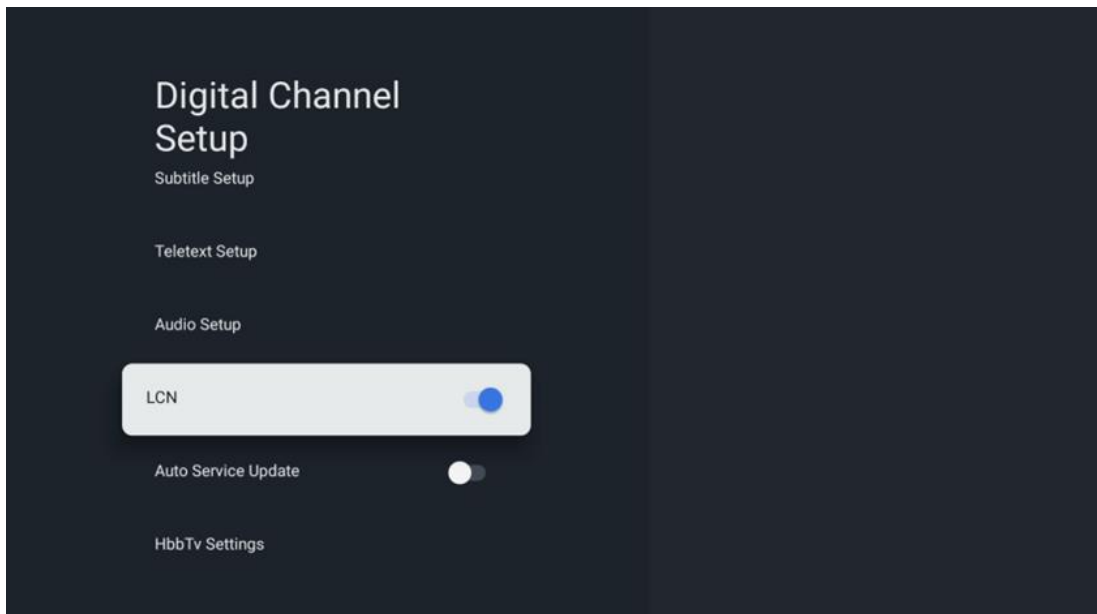 Digital Channel
Setup
Subtitle Setup
Teletext Setup
Audio Setup
LCN
Auto Service Update
HbbTv Settings